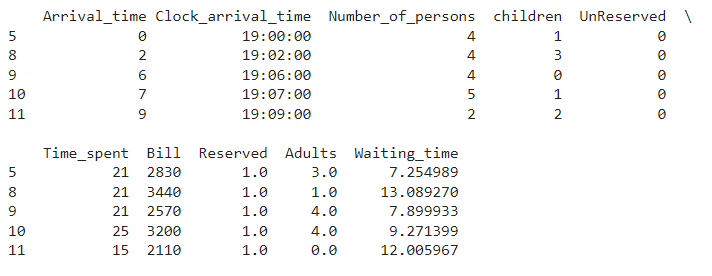 Arrival_time Clock_arrival_time Number_of_persons children UnReserved \
5 0 19:00:00 4 1 0
8 2 19:02:00 4 3 0
9 6 19:06:00 4 0 0
10 7 19:07:00 5 1 0
11 9 19:09:00 2 2 0
Time_spent Bill Reserved Adults Waiting_time
5 21 2830 1.0 3.0 7.254989
8 21 3440 1.0 1.0 13.089270
9 21 2570 1.0 4.0 7.899933
10 25 3200 1.0 4.0 9.271399
11 15 2110 1.0 0.0 12.005967